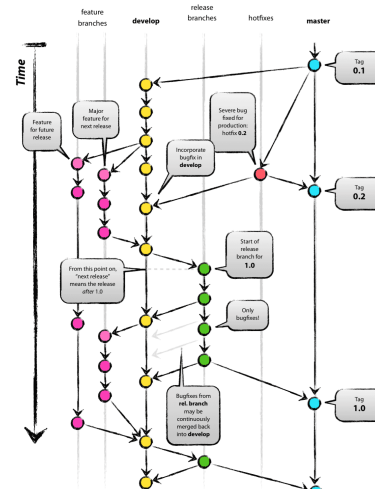 feature
branches
develop
release
branches
hotfixes
master
Time
Tag
0.1
Major
feature for
next release
Feature
for future
release
Severe bug
fixed for
production:
hotfix 0.2
Incorporate
bugfix in
develop
Tag
0.2
Start of
release
branch for
1.0
From this point on,
"next release"
means the release
after 1.0
Only
bugfixes!
Bugfixes from
rel. branch
may be
continuously
merged back
into develop
Tag
1.0